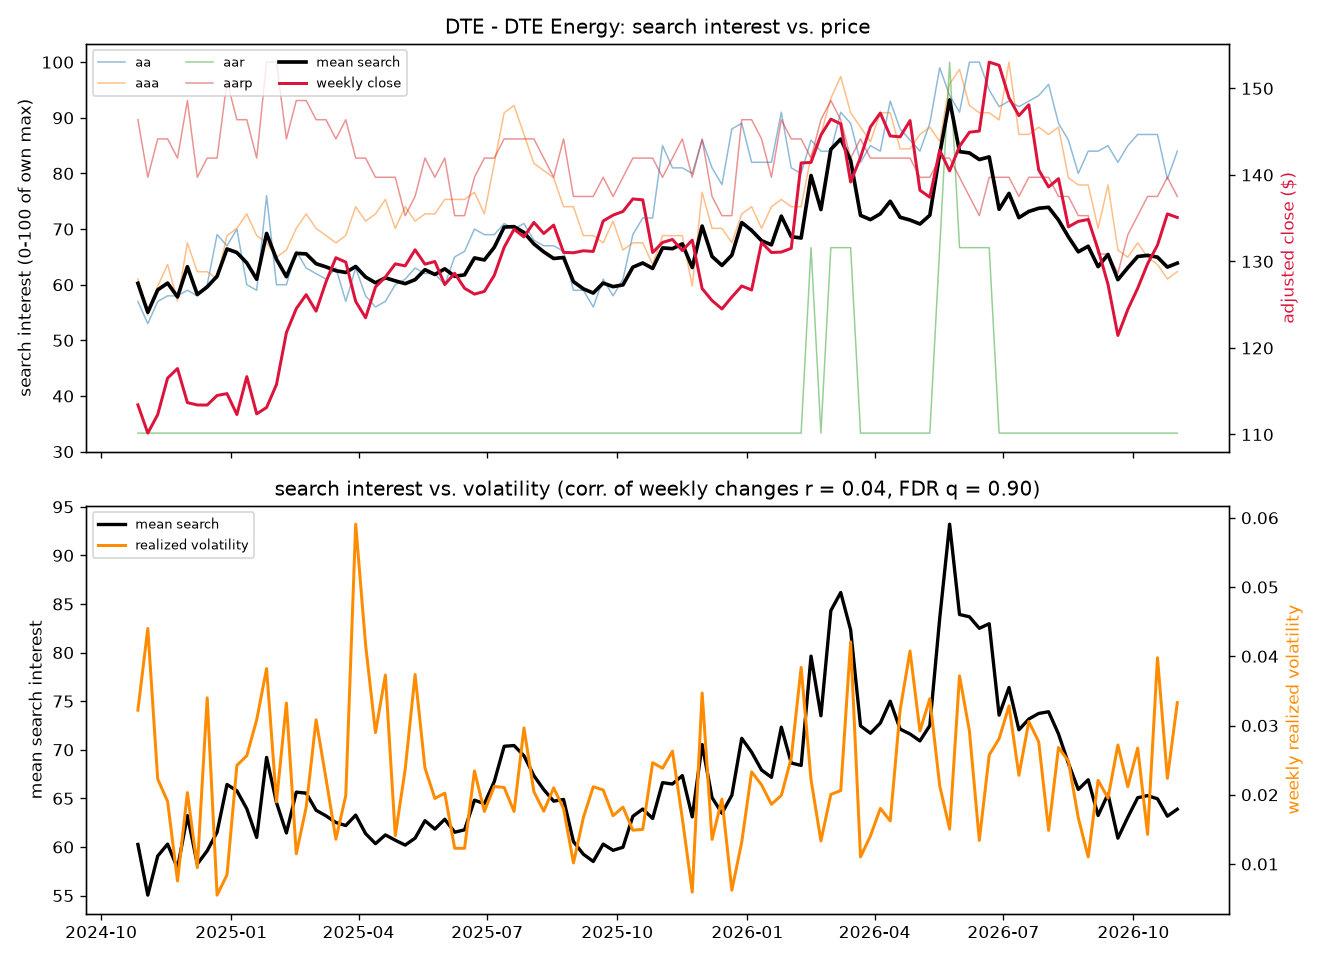 DTE - DTE Energy: search interest vs. price
aa
aaa
aar
aarp
mean search
weekly close
search interest (0-100 of own max)
100
90
80
70
60
50
40
30
150
140
130
120
110
adjusted close ($)
search interest vs. volatility (corr. of weekly changes r = 0.04, FDR q = 0.90)
mean search
realized volatility
mean search interest
95
90
85
80
75
70
65
60
55
0.06
0.05
0.04
0.03
0.02
0.01
weekly realized volatility
2024-10
2025-01
2025-04
2025-07
2025-10
2026-01
2026-04
2026-07
2026-10